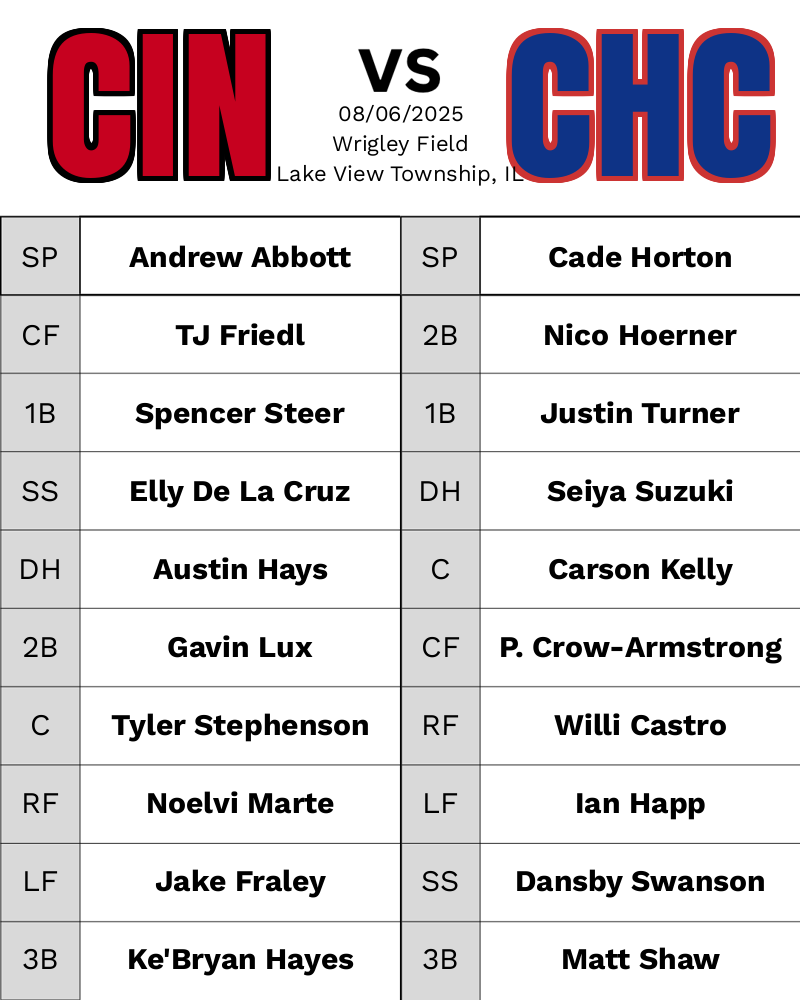 CIN
VS
08/06/2025
Wrigley Field
Lake View Township, IL
CHC
SP Andrew Abbott SP Cade Horton
CF TJ Friedl 2B Nico Hoerner
1B Spencer Steer 1B Justin Turner
SS Elly De La Cruz DH Seiya Suzuki
DH Austin Hays C Carson Kelly
2B Gavin Lux CF P. Crow-Armstrong
C Tyler Stephenson RF Willi Castro
RF Noelvi Marte LF Ian Happ
LF Jake Fraley SS Dansby Swanson
3B Ke'Bryan Hayes 3B Matt Shaw